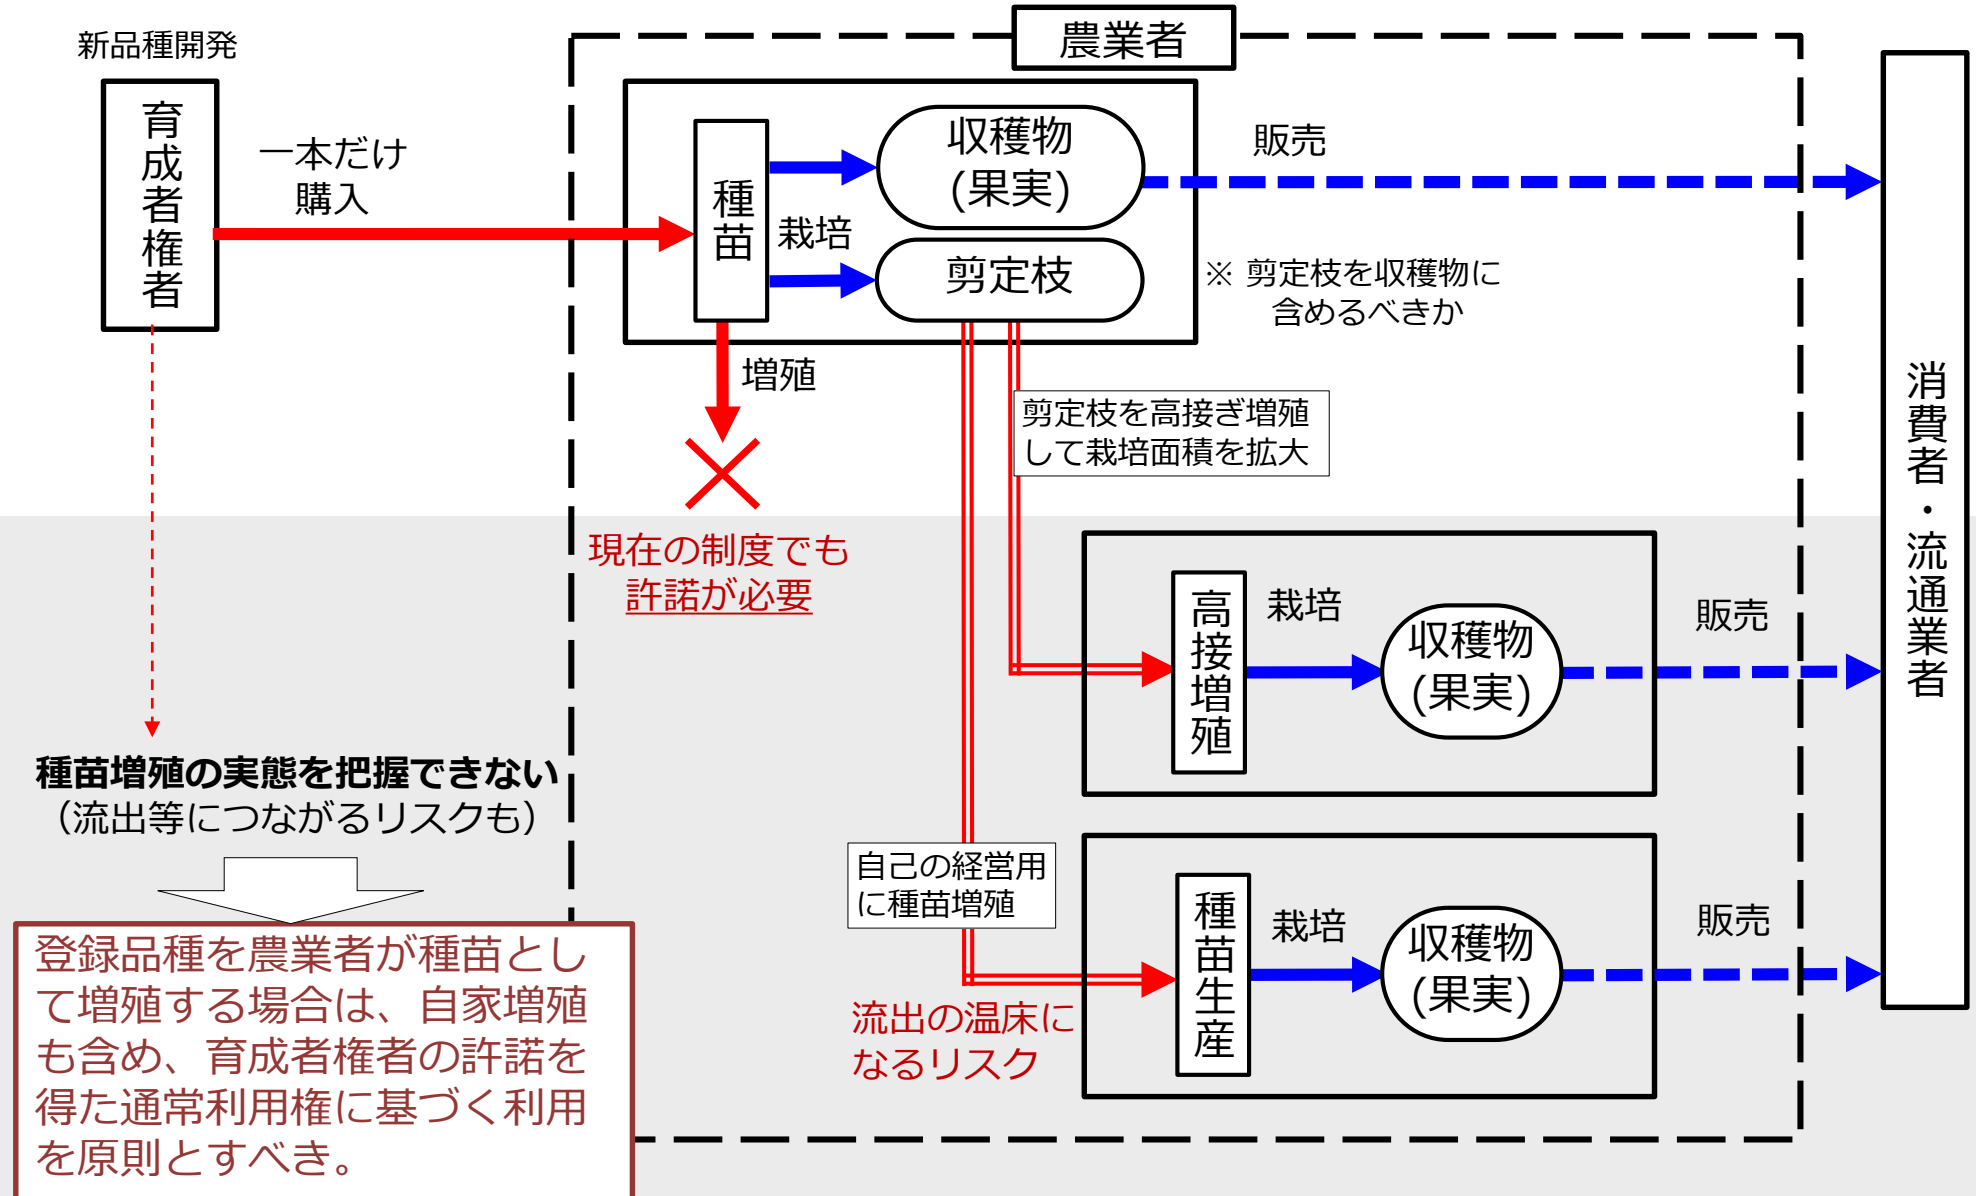 農業者
新品種開発
育成者権者
一本だけ
購入
種苗
栽培
収穫物
(果実)
剪定枝
販売
※ 剪定枝を収穫物に
含めるべきか
増殖
剪定枝を高接ぎ増殖
して栽培面積を拡大
現在の制度でも
許諾が必要
消費者・流通業者
高接増殖
栽培
収穫物
(果実)
販売
種苗増殖の実態を把握できない
（流出等につながるリスクも）
自己の経営用
に種苗増殖
流出の温床に
なるリスク
種苗生産
栽培
収穫物
(果実)
販売
登録品種を農業者が種苗とし
て増殖する場合は、自家増殖
も含め、育成者権者の許諾を
得た通常利用権に基づく利用
を原則とすべき。